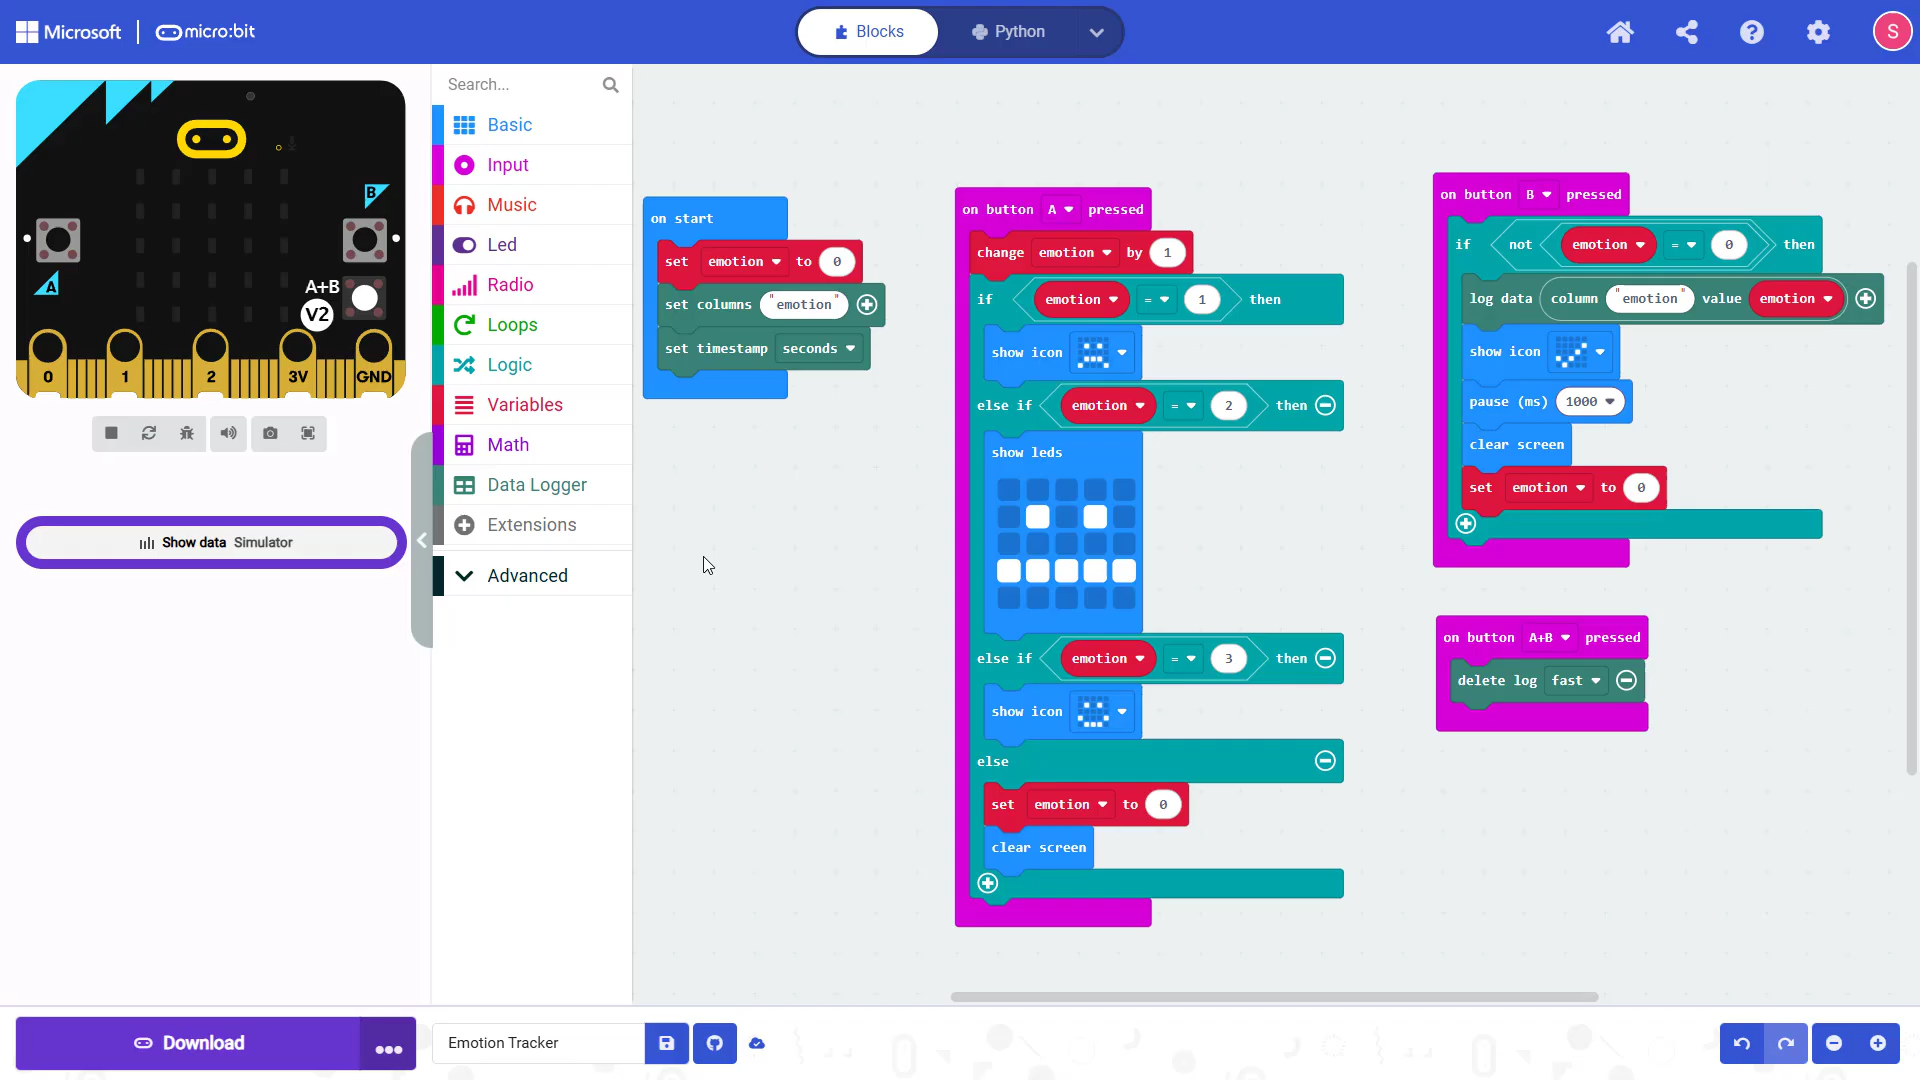 Microsoft
micro:bit
Blocks
Python
S
B
A
A+B
V2
0
1
2
3V
GND
Show data Simulator
Search...
Basic
Input
Music
Led
Radio
Loops
Logic
Variables
Math
Data Logger
Extensions
Advanced
on start
set emotion to 0
set columns "emotion"
set timestamp seconds
on button A pressed
change emotion by 1
if emotion = 1 then
show icon
else if emotion = 2 then
show leds
else if emotion = 3 then
show icon
else
set emotion to 0
clear screen
on button B pressed
if not emotion = 0 then
log data column "emotion" value emotion
show icon
pause (ms) 1000
clear screen
set emotion to 0
on button A+B pressed
delete log fast
Download
Emotion Tracker